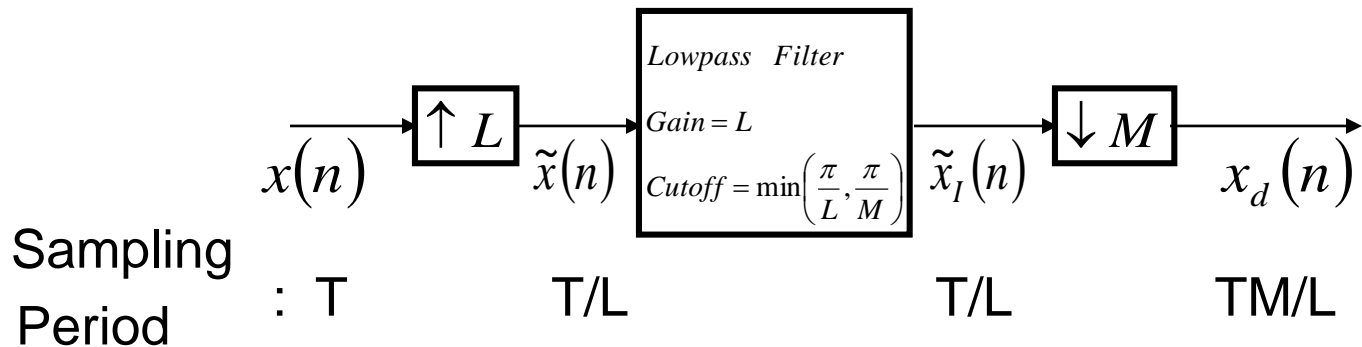 Lowpass Filter
Gain = L
Cutoff = min(π/L, π/M)
↑ L
↓ M
x(n)
x̃(n)
x̃_I(n)
x_d(n)
Sampling Period : T T/L T/L TM/L